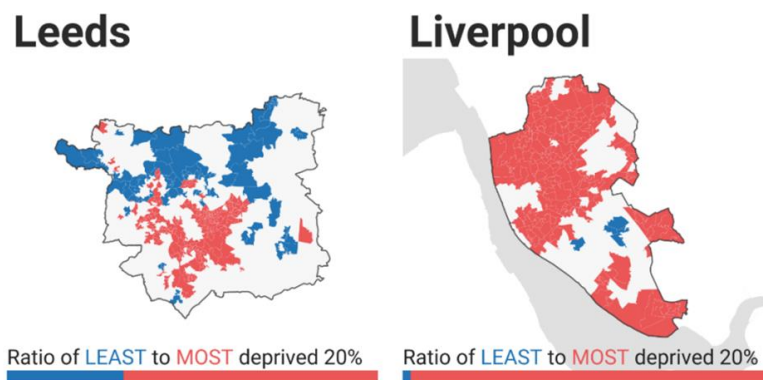 Leeds
Liverpool
Ratio of LEAST to MOST deprived 20%
Ratio of LEAST to MOST deprived 20%